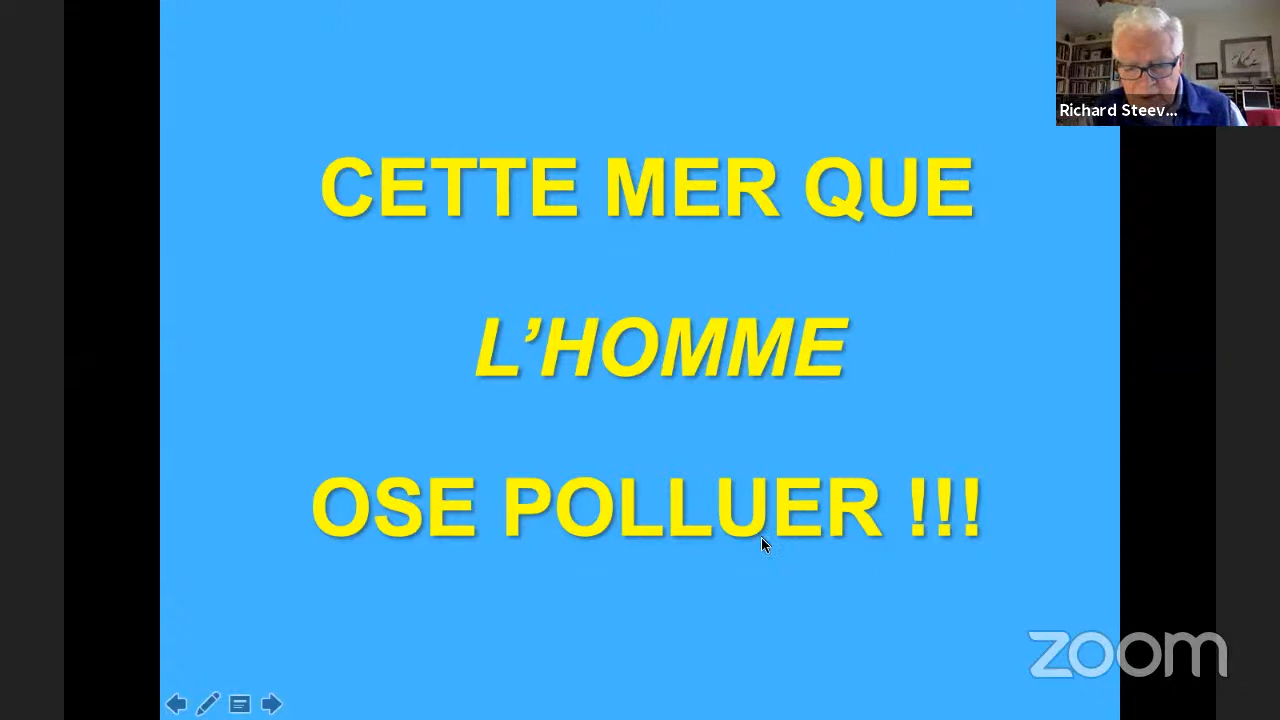 Richard Steev...
CETTE MER QUE
L’HOMME
OSE POLLUER !!!
zoom